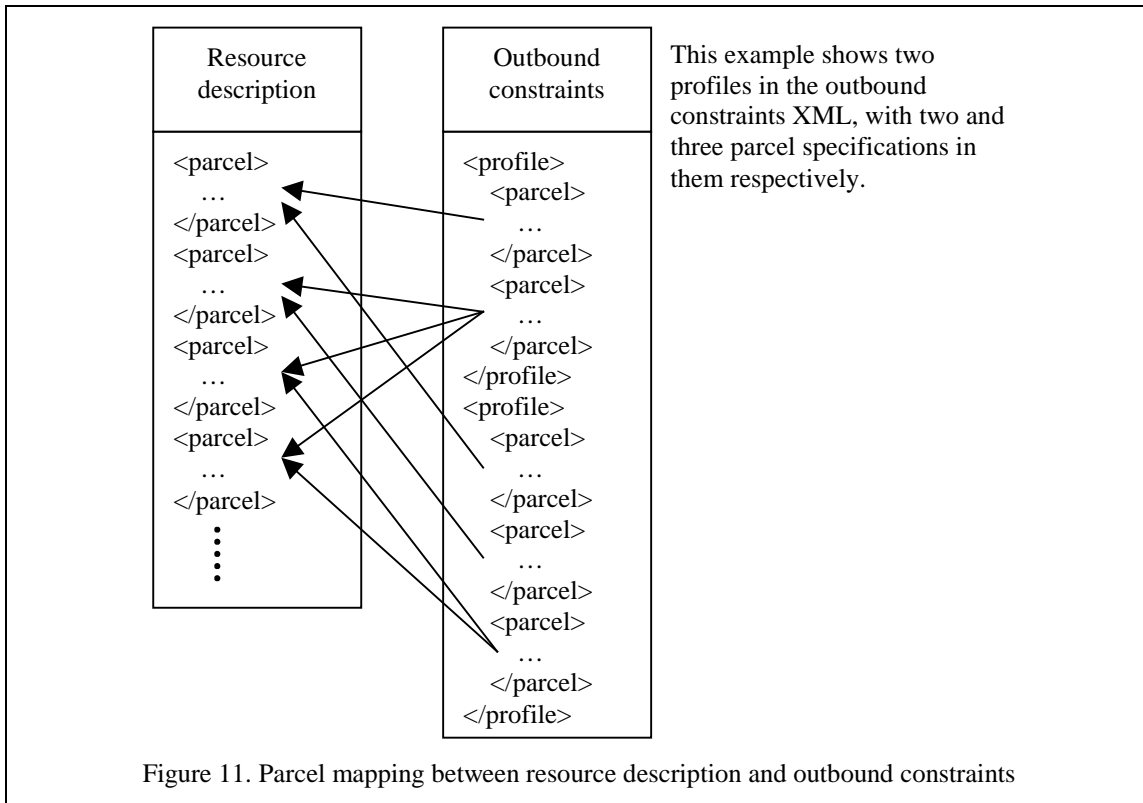 Resource
description
<parcel>
…
</parcel>
<parcel>
…
</parcel>
<parcel>
…
</parcel>
<parcel>
…
</parcel>
Outbound
constraints
<profile>
<parcel>
…
</parcel>
<parcel>
…
</parcel>
</profile>
<profile>
<parcel>
…
</parcel>
<parcel>
…
</parcel>
<parcel>
…
</parcel>
</profile>
This example shows two
profiles in the outbound
constraints XML, with two and
three parcel specifications in
them respectively.
Figure 11. Parcel mapping between resource description and outbound constraints